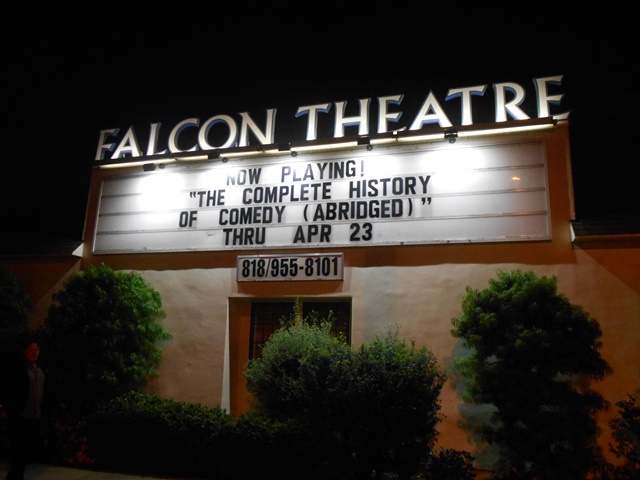 FALCON THEATRE
NOW PLAYING!
"THE COMPLETE HISTORY
OF COMEDY (ABRIDGED)"
THRU APR 23
818/955-8101